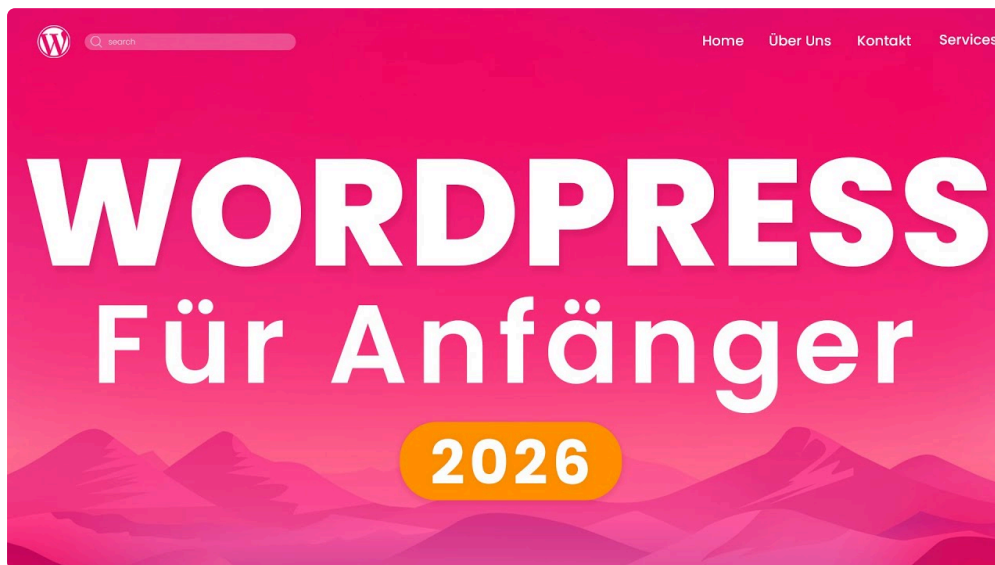 search
Home Über Uns Kontakt Services
WORDPRESS
Für Anfänger
2026